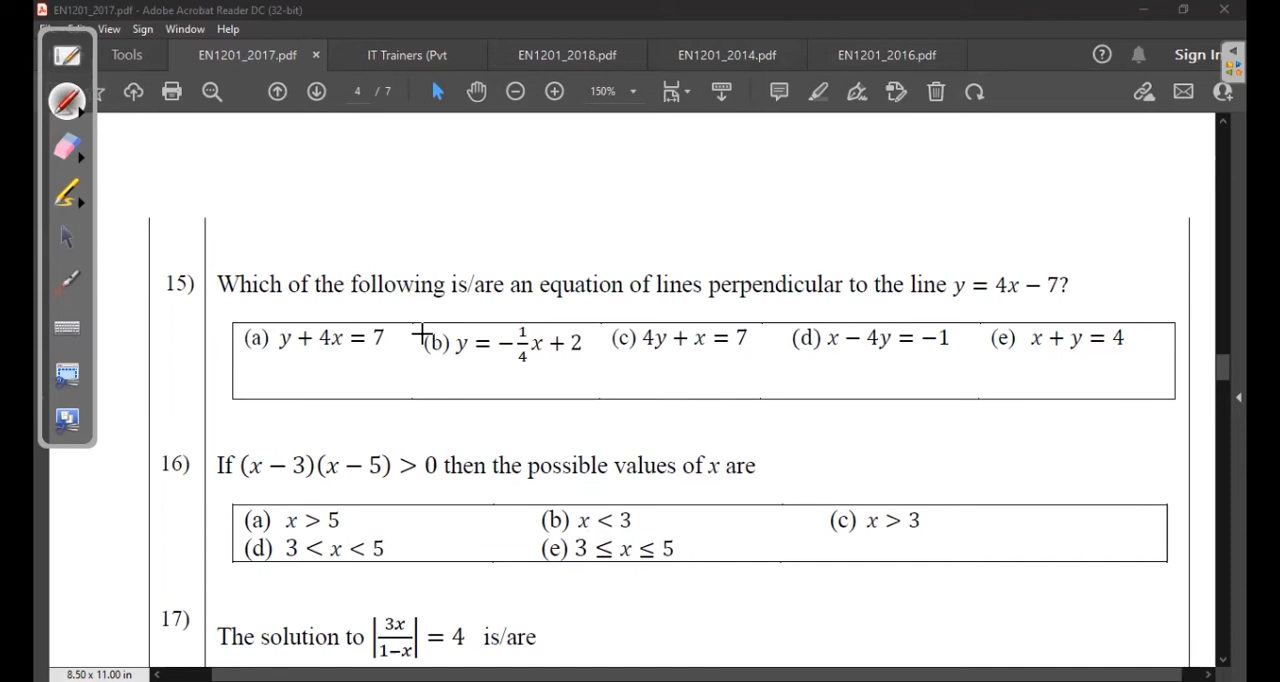 EN1201_2017.pdf - Adobe Acrobat Reader DC (32-bit)
View Sign Window Help
Tools EN1201_2017.pdf × IT Trainers (Pvt EN1201_2018.pdf EN1201_2014.pdf EN1201_2016.pdf Sign In
4 / 7 150%
15) Which of the following is/are an equation of lines perpendicular to the line y = 4x − 7?
(a) y + 4x = 7 (b) y = −1/4 x + 2 (c) 4y + x = 7 (d) x − 4y = −1 (e) x + y = 4
16) If (x − 3)(x − 5) > 0 then the possible values of x are
(a) x > 5 (b) x < 3 (c) x > 3
(d) 3 < x < 5 (e) 3 ≤ x ≤ 5
17) The solution to |3x/1−x| = 4 is/are
8.50 x 11.00 in